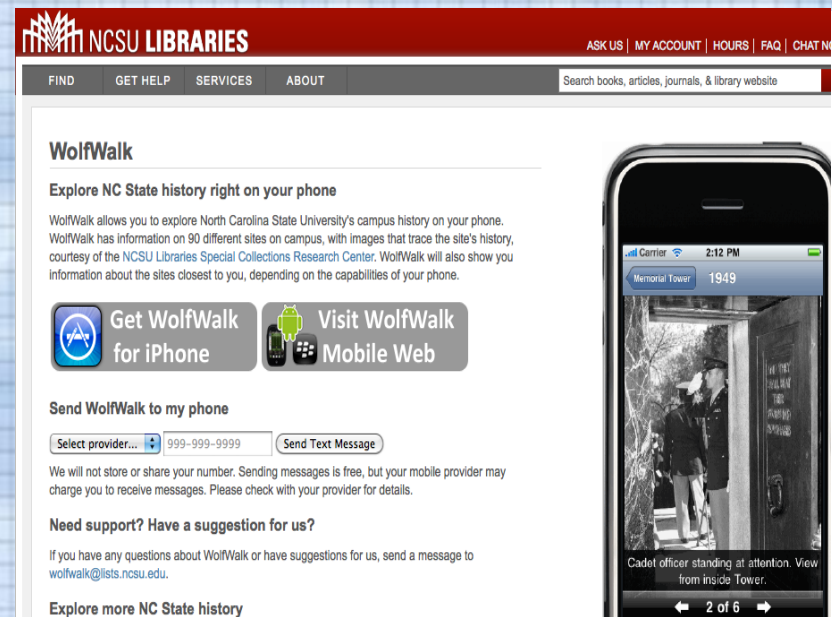 NCSU LIBRARIES
ASK US | MY ACCOUNT | HOURS | FAQ | CHAT NO
FIND GET HELP SERVICES ABOUT
Search books, articles, journals, & library website
WolfWalk
Explore NC State history right on your phone
WolfWalk allows you to explore North Carolina State University's campus history on your phone.
WolfWalk has information on 90 different sites on campus, with images that trace the site's history,
courtesy of the NCSU Libraries Special Collections Research Center. WolfWalk will also show you
information about the sites closest to you, depending on the capabilities of your phone.
Get WolfWalk
for iPhone
Visit WolfWalk
Mobile Web
Send WolfWalk to my phone
Select provider... 999-999-9999 Send Text Message
We will not store or share your number. Sending messages is free, but your mobile provider may
charge you to receive messages. Please check with your provider for details.
Need support? Have a suggestion for us?
If you have any questions about WolfWalk or have suggestions for us, send a message to
wolfwalk@lists.ncsu.edu.
Explore more NC State history
Carrier 2:12 PM
Memorial Tower 1949
Cadet officer standing at attention. View
from inside Tower.
2 of 6